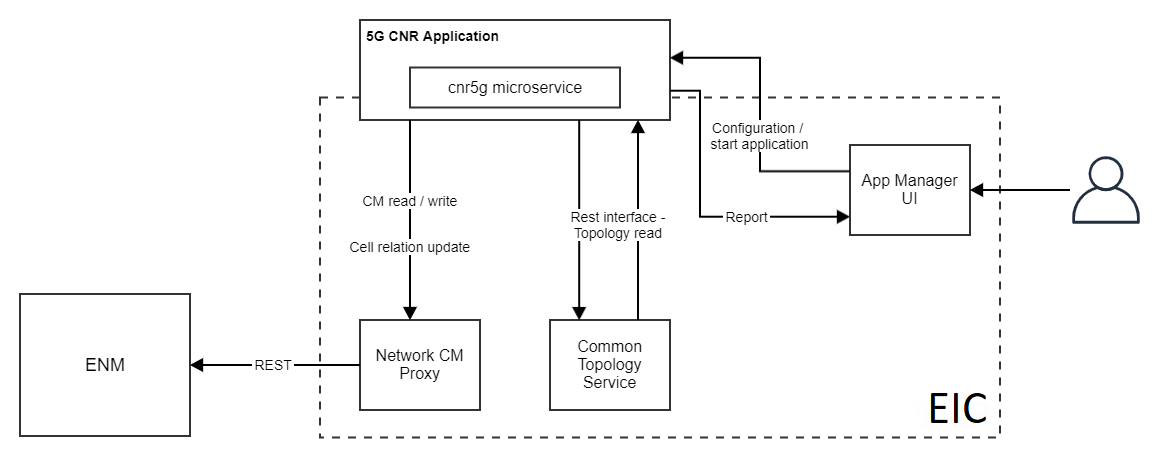 5G CNR Application
cnr5g microservice
Configuration /
start application
App Manager
UI
CM read / write
Rest interface -
Topology read
Report
Cell relation update
ENM
REST
Network CM
Proxy
Common
Topology
Service
EIC